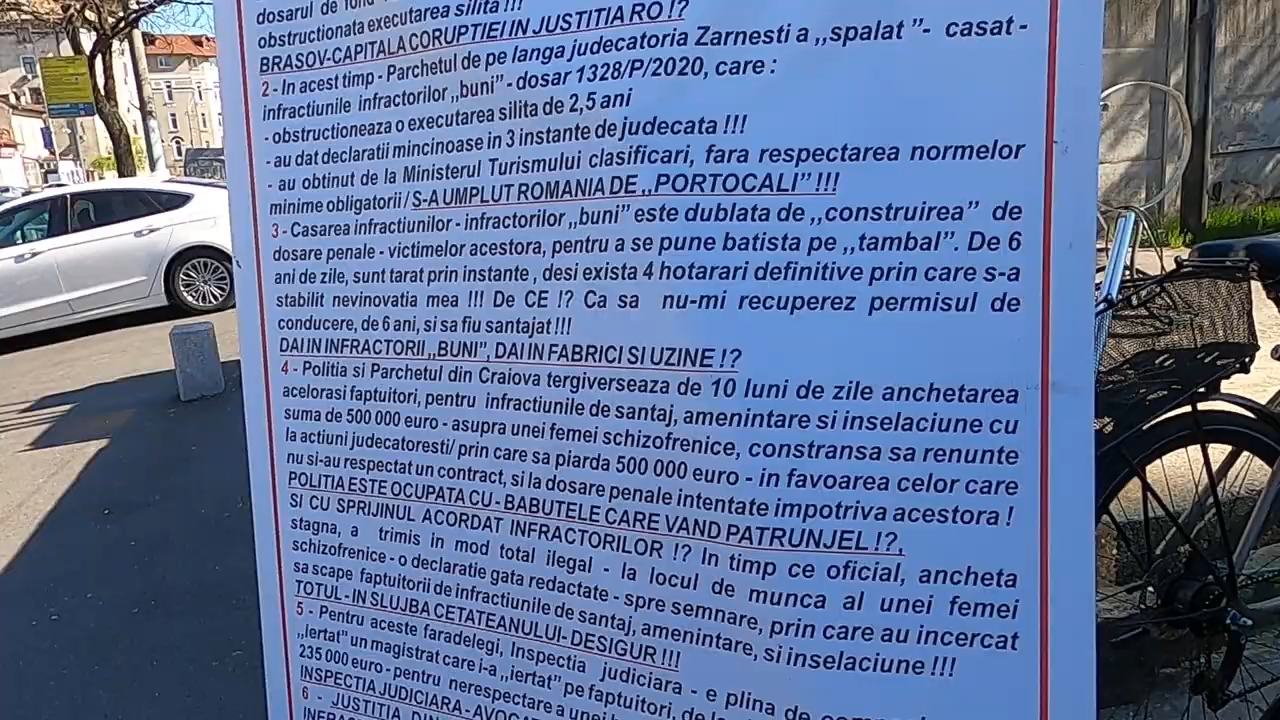 dosarul de fond
obstructionata executarea silita !!!
BRASOV-CAPITALA CORUPTIEI IN JUSTITIA RO !?
2 - In acest timp - Parchetul de pe langa judecatoria Zarnesti a ,,spalat ”- casat -
infractiunile infractorilor ,,buni” - dosar 1328/P/2020, care :
- obstructioneaza o executarea silita de 2,5 ani
- au dat declaratii mincinoase in 3 instante de judecata !!!
- au obtinut de la Ministerul Turismului clasificari, fara respectarea normelor
minime obligatorii / S-A UMPLUT ROMANIA DE ,,PORTOCALI” !!!
3 - Casarea infractiunilor - infractorilor ,,buni” este dublata de ,,construirea” de
dosare penale - victimelor acestora, pentru a se pune batista pe ,,tambal”. De 6
ani de zile, sunt tarat prin instante , desi exista 4 hotarari definitive prin care s-a
stabilit nevinovatia mea !!! De CE !? Ca sa nu-mi recuperez permisul de
conducere, de 6 ani, si sa fiu santajat !!!
DAI IN INFRACTORII ,,BUNI”, DAI IN FABRICI SI UZINE !?
4 - Politia si Parchetul din Craiova tergiverseaza de 10 luni de zile anchetarea
acelorasi faptuitori, pentru infractiunile de santaj, amenintare si inselaciune cu
suma de 500 000 euro - asupra unei femei schizofrenice, constransa sa renunte
la actiuni judecatoresti/ prin care sa piarda 500 000 euro - in favoarea celor care
nu si-au respectat un contract, si la dosare penale intentate impotriva acestora !
POLITIA ESTE OCUPATA CU - BABUTELE CARE VAND PATRUNJEL !?,
SI CU SPRIJINUL ACORDAT INFRACTORILOR !? In timp ce oficial, ancheta
stagna, a trimis in mod total ilegal - la locul de munca al unei femei
schizofrenice - o declaratie gata redactate - spre semnare, prin care au incercat
sa scape faptuitorii de infractiunile de santaj, amenintare, si inselaciune !!!
TOTUL - IN SLUJBA CETATEANULUI- DESIGUR !!!
5 - Pentru aceste faradelegi, Inspectia judiciara - e plina de
,,iertat” un magistrat care i-a ,,iertat” pe faptuitori, de
235 000 euro - pentru nerespectare a unei
INSPECTIA JUDICIARA -
6 - JUSTITIA